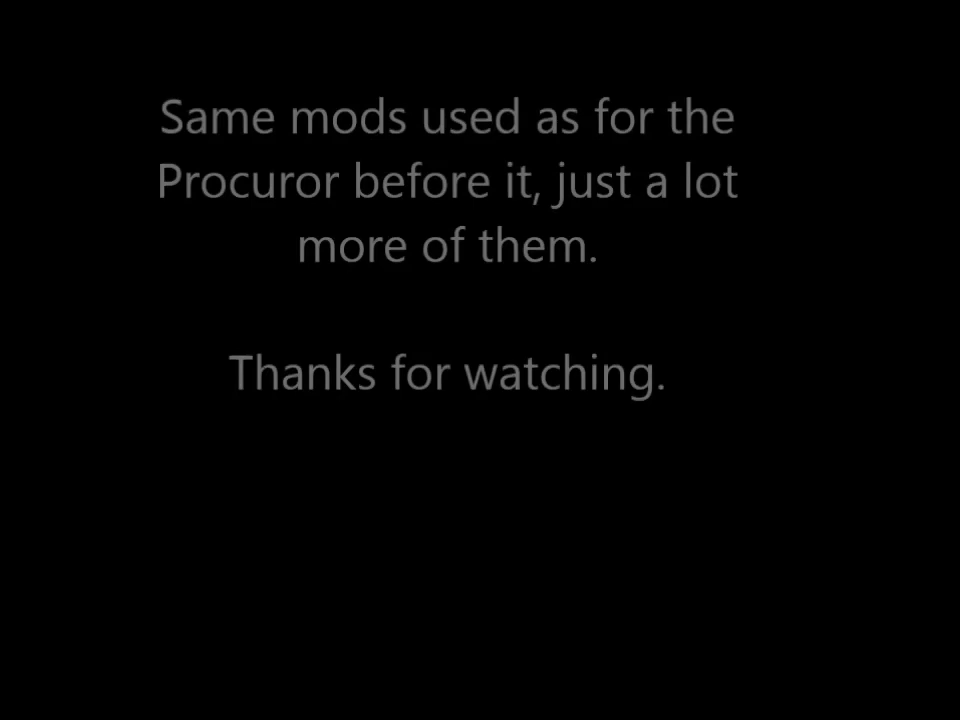 Same mods used as for the
Procuror before it, just a lot
more of them.
Thanks for watching.